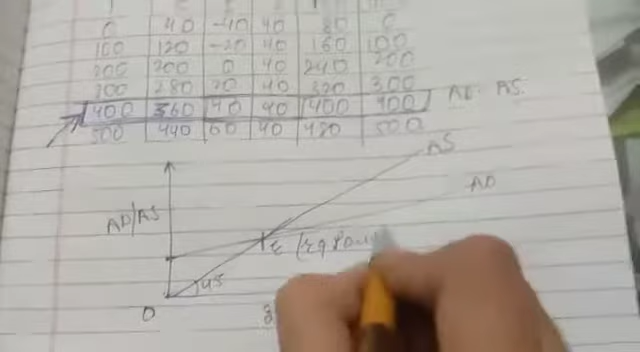 0 40 -40 40 80 0
100 120 -20 40 160 100
200 200 0 40 240 200
300 280 20 40 320 300
400 360 40 40 400 400 AD = AS
500 440 60 40 480 500
AS
AD
AD/AS
E
45
0